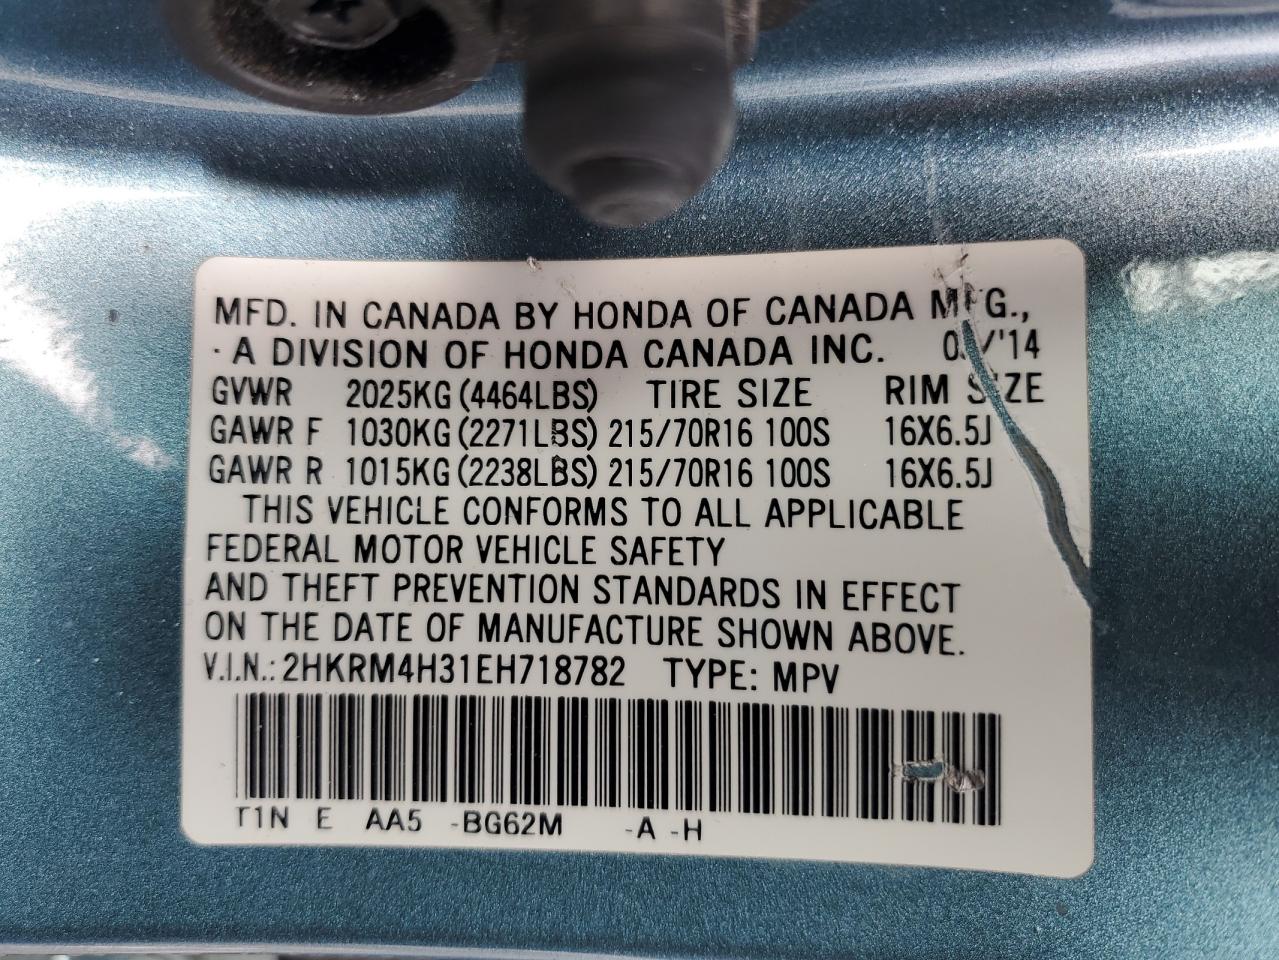 MFD. IN CANADA BY HONDA OF CANADA MFG.,
A DIVISION OF HONDA CANADA INC.
GVWR 2025KG (4464LBS) TIRE SIZE RIM SIZE
GAWR F 1030KG (2271LBS) 215/70R16 100S 16X6.5J
GAWR R 1015KG (2238LBS) 215/70R16 100S 16X6.5J
THIS VEHICLE CONFORMS TO ALL APPLICABLE
FEDERAL MOTOR VEHICLE SAFETY
AND THEFT PREVENTION STANDARDS IN EFFECT
ON THE DATE OF MANUFACTURE SHOWN ABOVE.
V.I.N.: 2HKRM4H31EH718782 TYPE: MPV
T1N E AA5 -BG62M -A -H